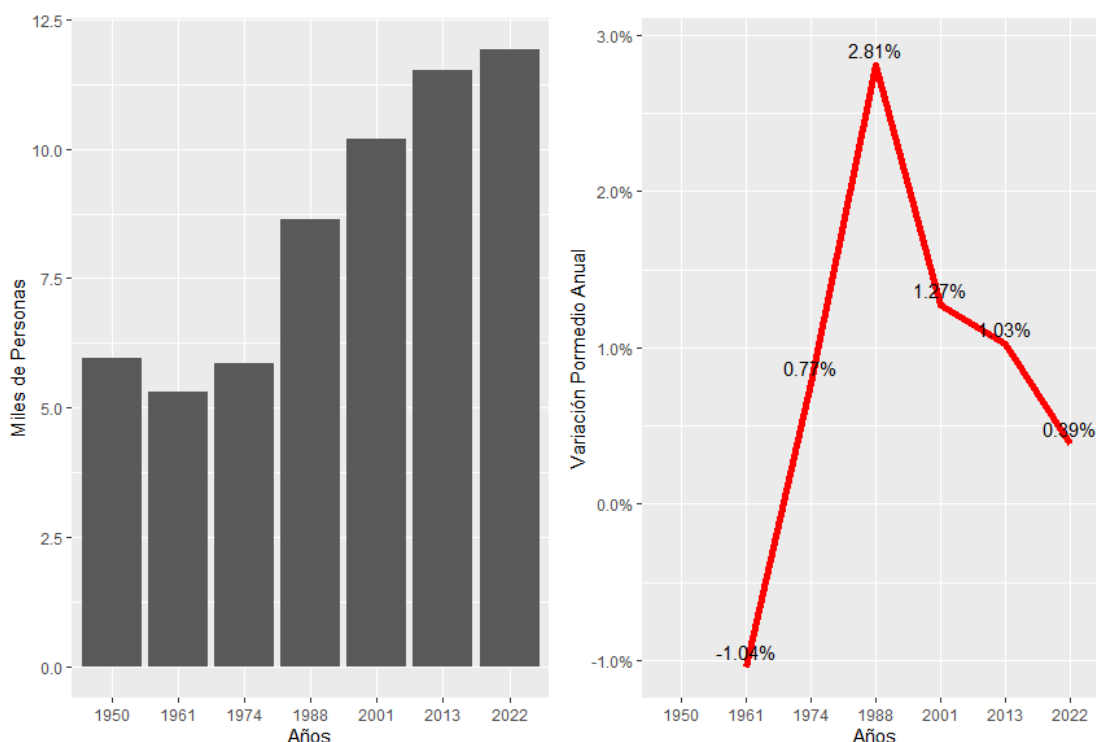 12.5
10.0
7.5
5.0
2.5
0.0
Miles de Personas
1950 1961 1974 1988 2001 2013 2022
Años
3.0%
2.0%
1.0%
0.0%
-1.0%
Variación Pormedio Anual
2.81%
1.27%
1.03%
0.77%
0.39%
-1.04%
1950 1961 1974 1988 2001 2013 2022
Años